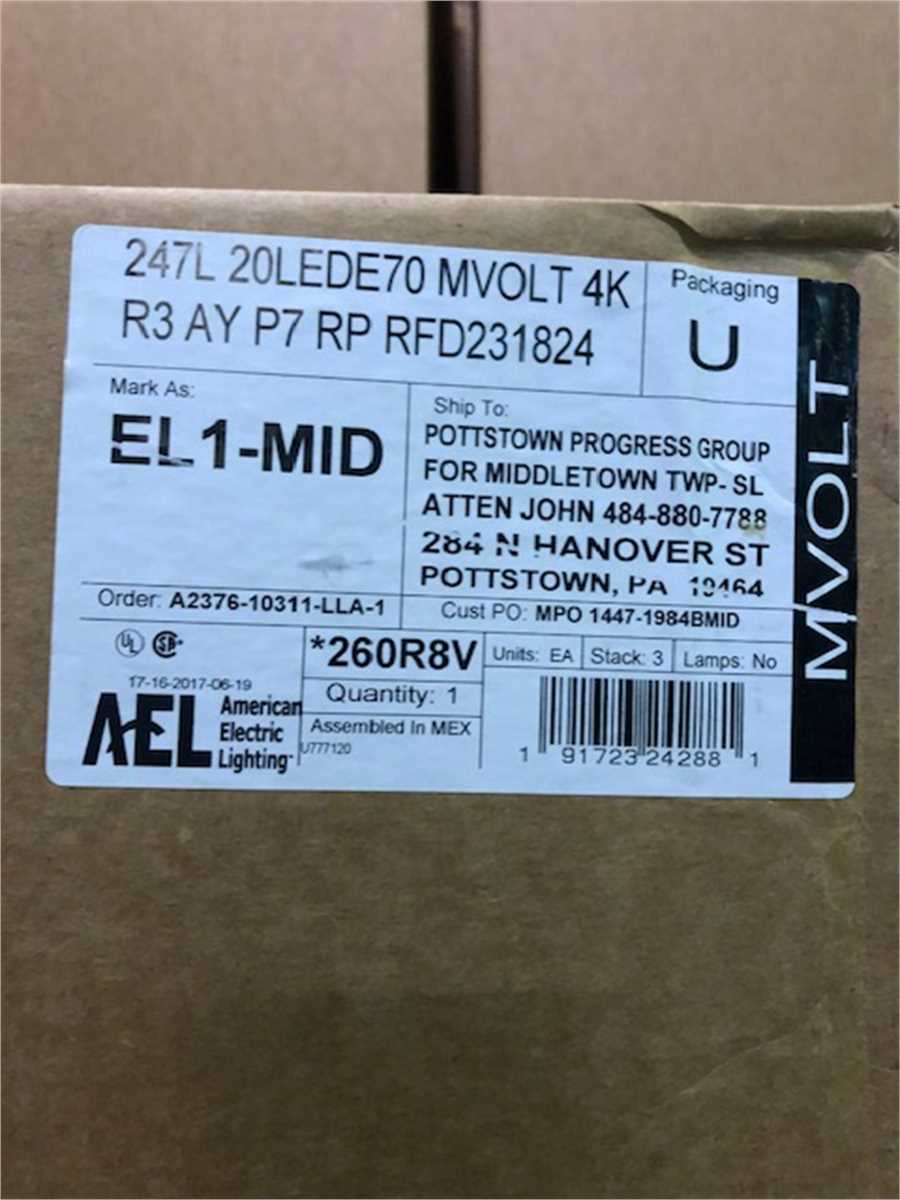 247L 20LEDE70 MVOLT 4K
R3 AY P7 RP RFD231824
Packaging
U
MVOLT
Mark As:
EL1-MID
Ship To:
POTTSTOWN PROGRESS GROUP
FOR MIDDLETOWN TWP- SL
ATTEN JOHN 484-880-7788
284 N HANOVER ST
POTTSTOWN, PA 19464
Order: A2376-10311-LLA-1
Cust PO: MPO 1447-1984BMID
UL SA
17-16-2017-06-19
AEL American
Electric
Lighting
*260R8V
Quantity: 1
Assembled In MEX
U777120
Units: EA Stack: 3 Lamps: No
1 91723 24288 1